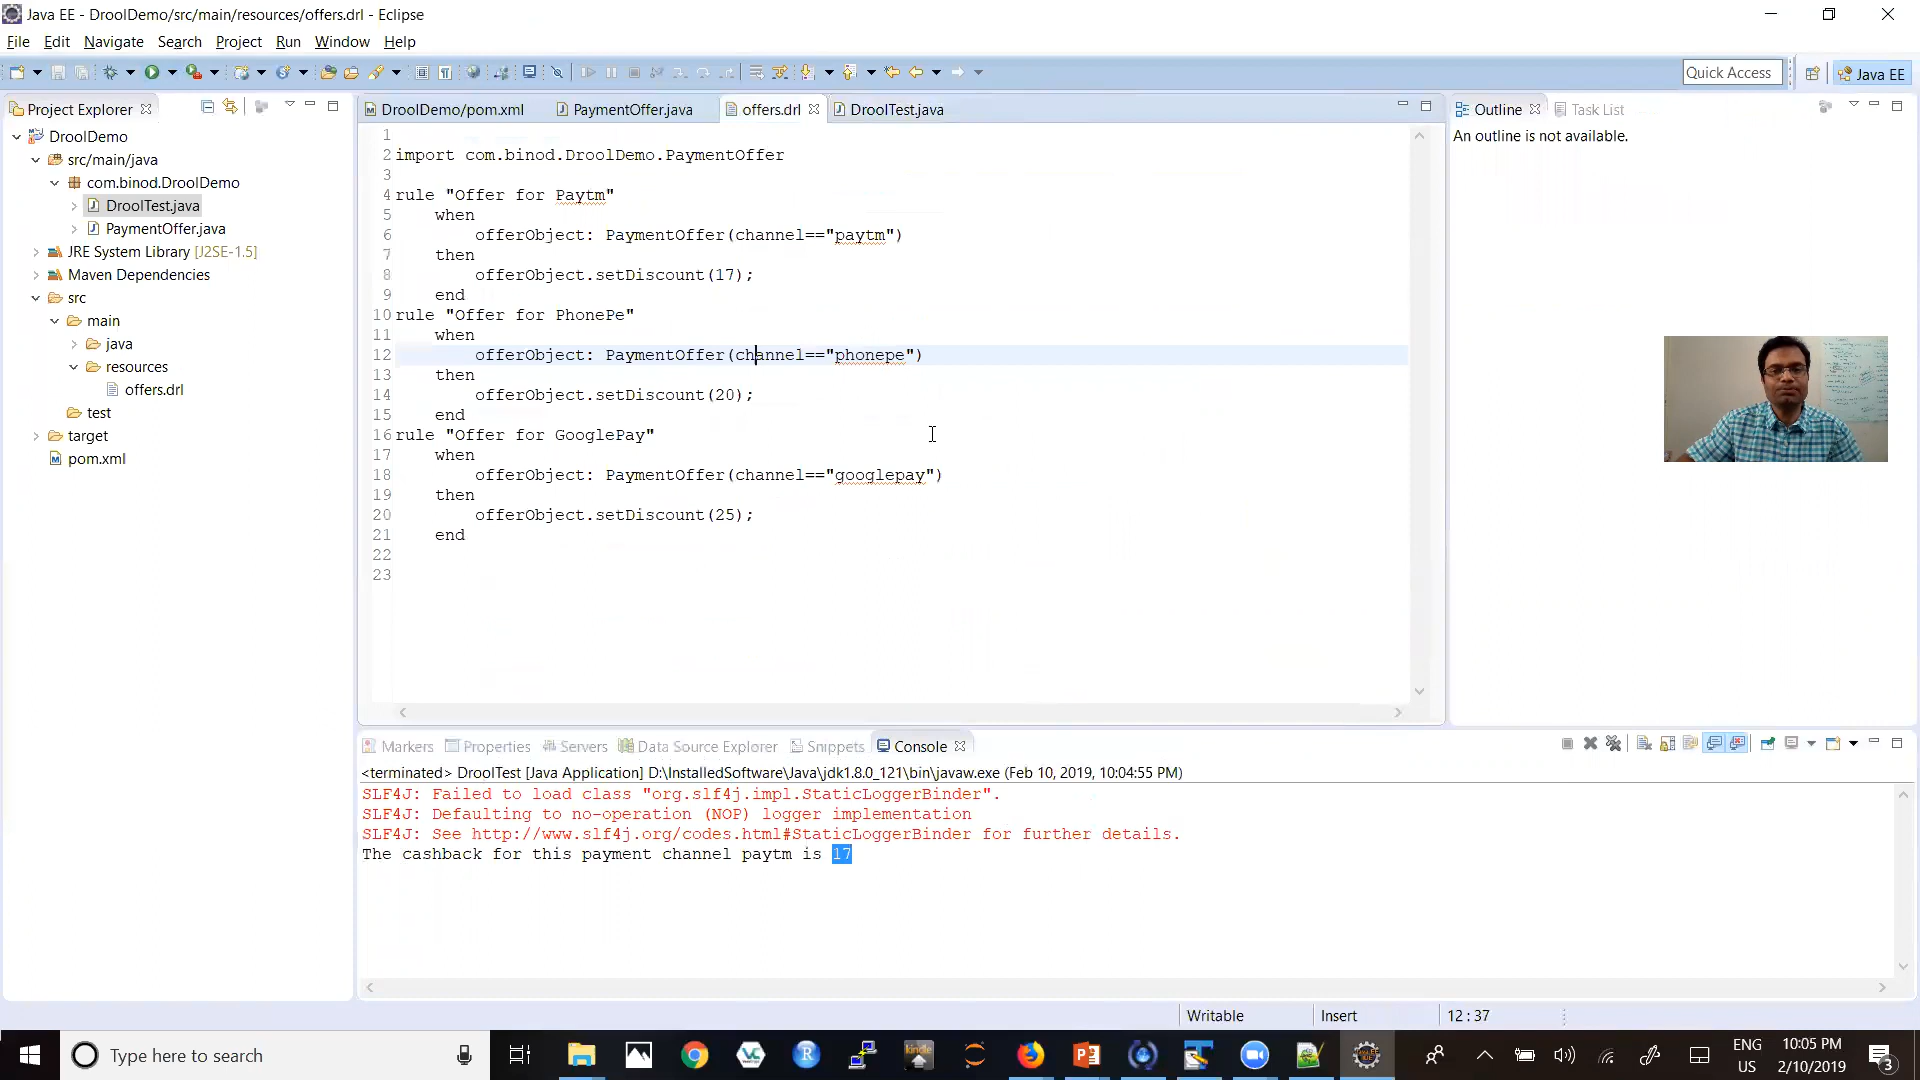 Java EE - DroolDemo/src/main/resources/offers.drl - Eclipse
File Edit Navigate Search Project Run Window Help
Quick Access
Java EE
Project Explorer
DroolDemo
src/main/java
com.binod.DroolDemo
DroolTest.java
PaymentOffer.java
JRE System Library [J2SE-1.5]
Maven Dependencies
src
main
java
resources
offers.drl
test
target
pom.xml
DroolDemo/pom.xml PaymentOffer.java offers.drl DroolTest.java
1
2 import com.binod.DroolDemo.PaymentOffer
3
4 rule "Offer for Paytm"
5 when
6 offerObject: PaymentOffer(channel=="paytm")
7 then
8 offerObject.setDiscount(17);
9 end
10 rule "Offer for PhonePe"
11 when
12 offerObject: PaymentOffer(channel=="phonepe")
13 then
14 offerObject.setDiscount(20);
15 end
16 rule "Offer for GooglePay"
17 when
18 offerObject: PaymentOffer(channel=="googlepay")
19 then
20 offerObject.setDiscount(25);
21 end
22
23
Outline Task List
An outline is not available.
Markers Properties Servers Data Source Explorer Snippets Console
<terminated> DroolTest [Java Application] D:\InstalledSoftware\Java\jdk1.8.0_121\bin\javaw.exe (Feb 10, 2019, 10:04:55 PM)
SLF4J: Failed to load class "org.slf4j.impl.StaticLoggerBinder".
SLF4J: Defaulting to no-operation (NOP) logger implementation
SLF4J: See http://www.slf4j.org/codes.html#StaticLoggerBinder for further details.
The cashback for this payment channel paytm is 17
Writable Insert 12 : 37
Type here to search
kindle
ENG
US
10:05 PM
2/10/2019
3